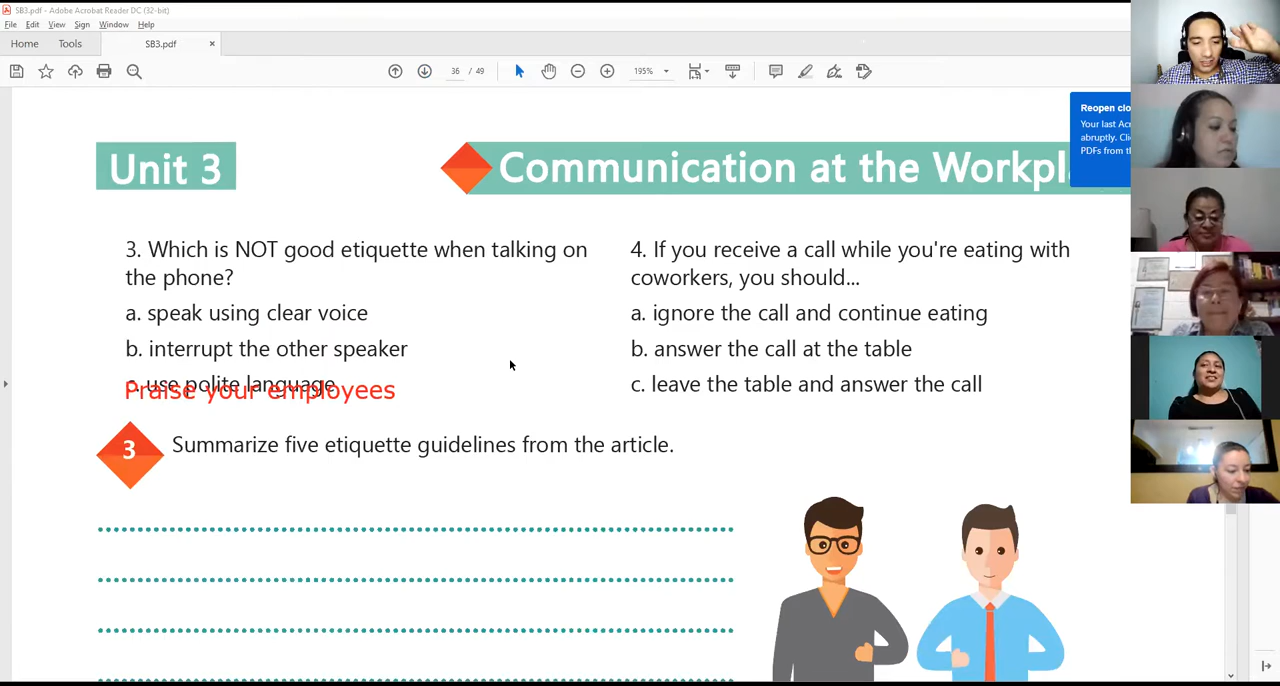 SB3.pdf - Adobe Acrobat Reader DC (32-bit)
File Edit View Sign Window Help
Home Tools SB3.pdf ×
36 / 49 195%
Reopen clo
Your last Acr
abruptly. Cli
PDFs from th
Unit 3
Communication at the Workpl
3. Which is NOT good etiquette when talking on
the phone?
a. speak using clear voice
b. interrupt the other speaker
c. use polite language
Praise your employees
4. If you receive a call while you're eating with
coworkers, you should...
a. ignore the call and continue eating
b. answer the call at the table
c. leave the table and answer the call
3 Summarize five etiquette guidelines from the article.